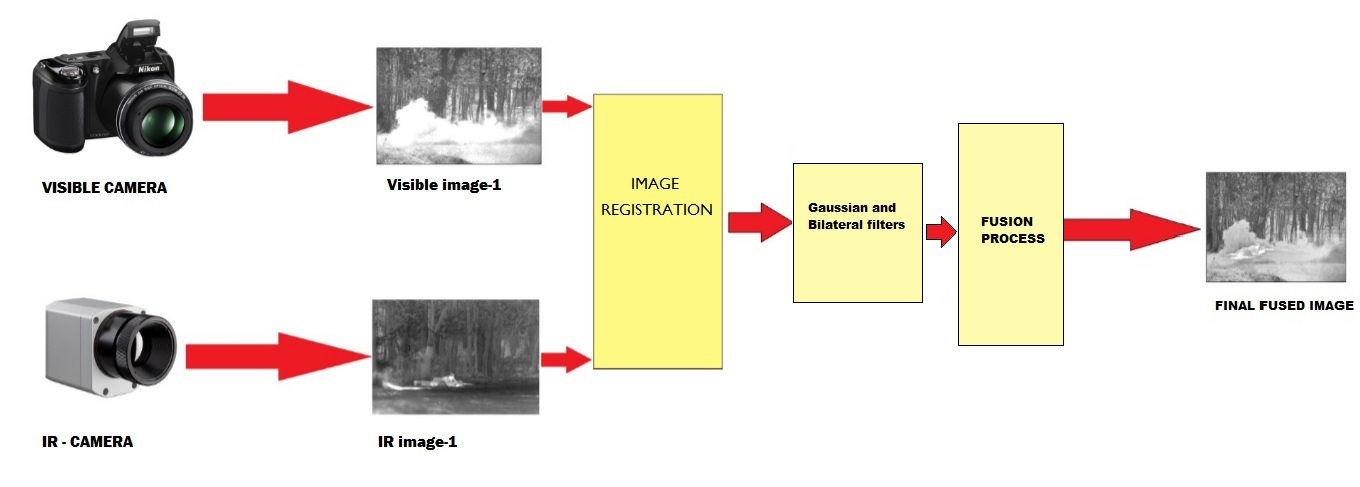 Nikon
VISIBLE CAMERA
Visible image-1
IMAGE
REGISTRATION
Gaussian and
Bilateral filters
FUSION
PROCESS
FINAL FUSED IMAGE
IR - CAMERA
IR image-1